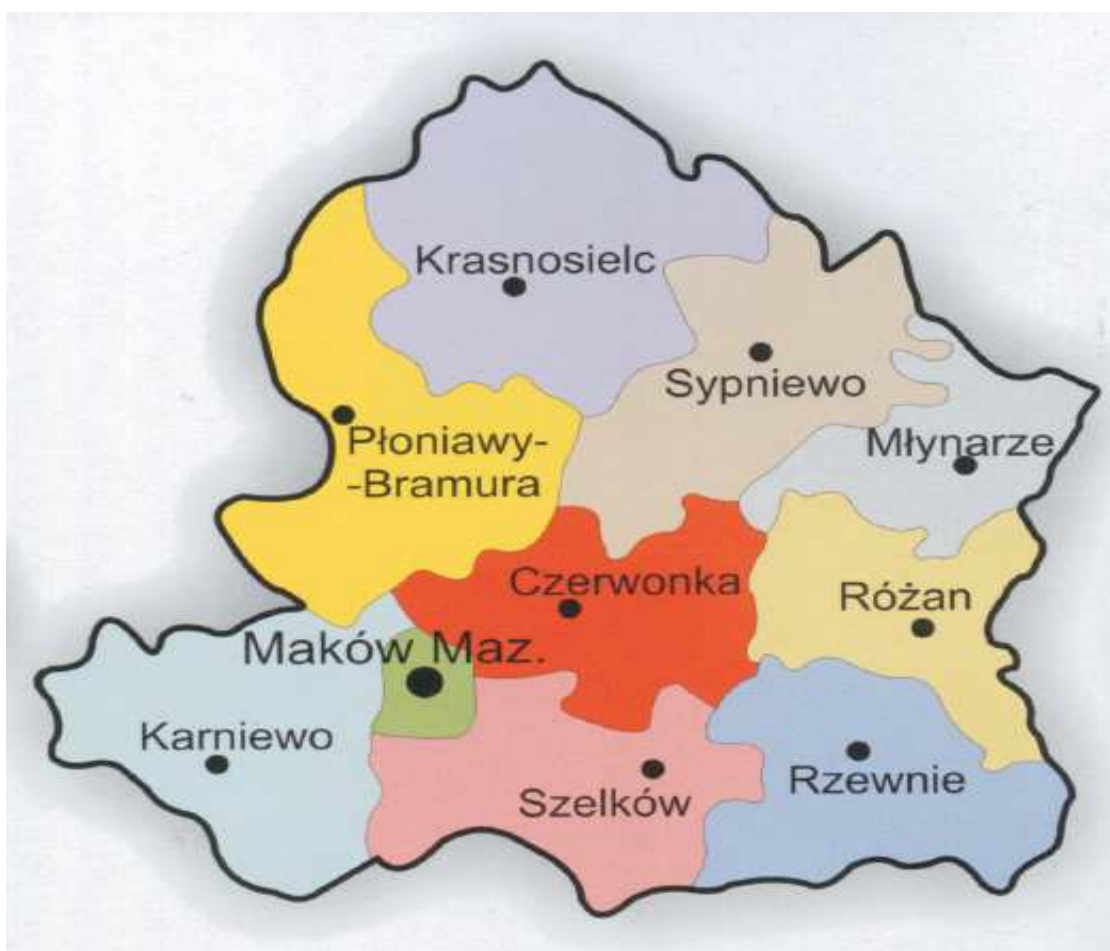 Krasnosielc
Sypniewo
Płoniawy-
-Bramura
Młynarze
Czerwonka
Różan
Maków Maz.
Karniewo
Rzewnie
Szelków